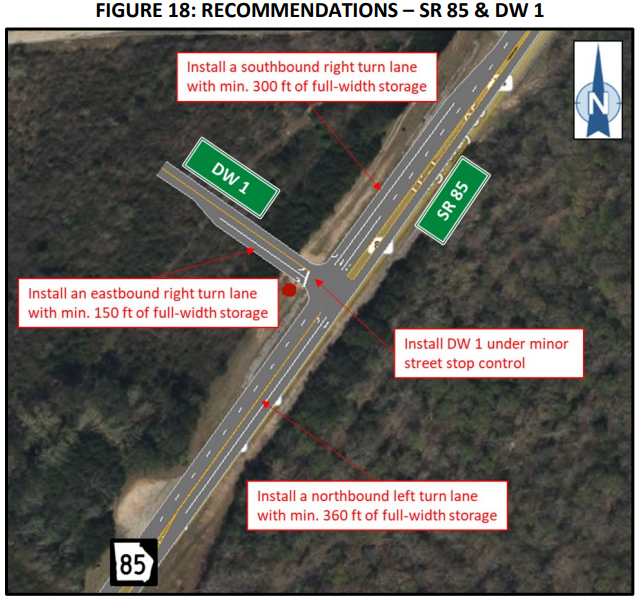 FIGURE 18: RECOMMENDATIONS – SR 85 & DW 1
Install a southbound right turn lane
with min. 300 ft of full-width storage
N
DW 1
SR 85
Install an eastbound right turn lane
with min. 150 ft of full-width storage
Install DW 1 under minor
street stop control
Install a northbound left turn lane
with min. 360 ft of full-width storage
85